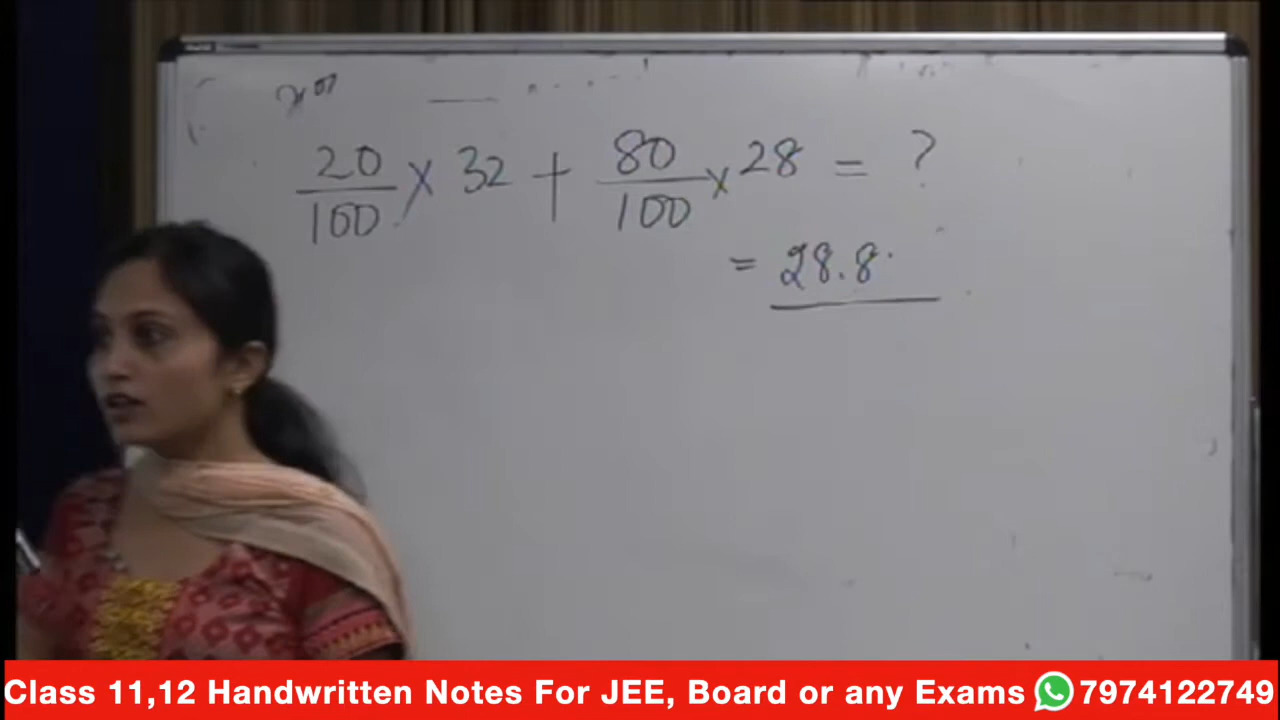 20/100 × 32 + 80/100 × 28 = ?
= 28.8
Class 11,12 Handwritten Notes For JEE, Board or any Exams 7974122749